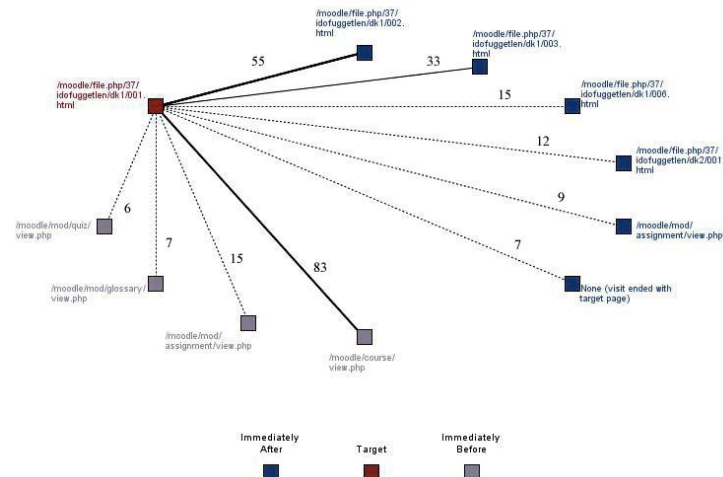 /moodle/file.php/37/
idofuggetlen/dk1/002.
html
/moodle/file.php/37/
idofuggetlen/dk1/003.
html
55
33
/moodle/file.php/37/
idofuggetlen/dk1/001.
html
15
/moodle/file.php/37/
idofuggetlen/dk1/006.
html
12
/moodle/file.php/37/
idofuggetlen/dk2/001
html
9
/moodle/mod/
assignment/view.php
7
None (visit ended with
target page)
6
/moodle/mod/quiz/
view.php
7
/moodle/mod/glossary/
view.php
15
/moodle/mod/
assignment/view.php
83
/moodle/course/
view.php
Immediately
After
Target
Immediately
Before